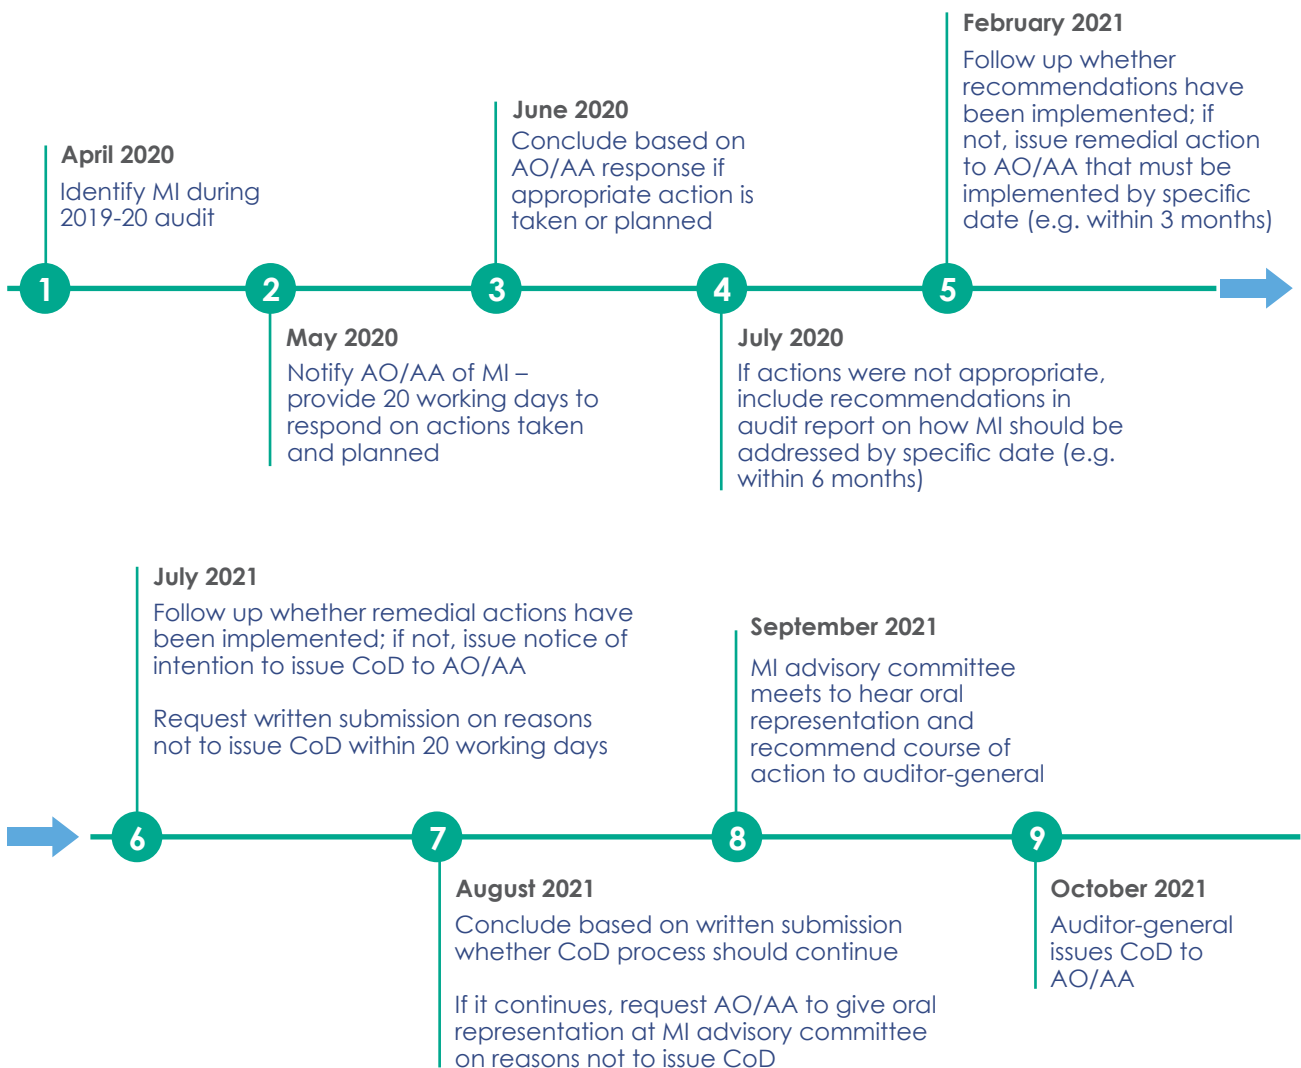 1
April 2020
Identify MI during
2019-20 audit
2
May 2020
Notify AO/AA of MI –
provide 20 working days to
respond on actions taken
and planned
3
June 2020
Conclude based on
AO/AA response if
appropriate action is
taken or planned
4
July 2020
If actions were not appropriate,
include recommendations in
audit report on how MI should be
addressed by specific date (e.g.
within 6 months)
5
February 2021
Follow up whether
recommendations have
been implemented; if
not, issue remedial action
to AO/AA that must be
implemented by specific
date (e.g. within 3 months)
6
July 2021
Follow up whether remedial actions have
been implemented; if not, issue notice of
intention to issue CoD to AO/AA
Request written submission on reasons
not to issue CoD within 20 working days
7
August 2021
Conclude based on written submission
whether CoD process should continue
If it continues, request AO/AA to give oral
representation at MI advisory committee
on reasons not to issue CoD
8
September 2021
MI advisory committee
meets to hear oral
representation and
recommend course of
action to auditor-general
9
October 2021
Auditor-general
issues CoD to
AO/AA